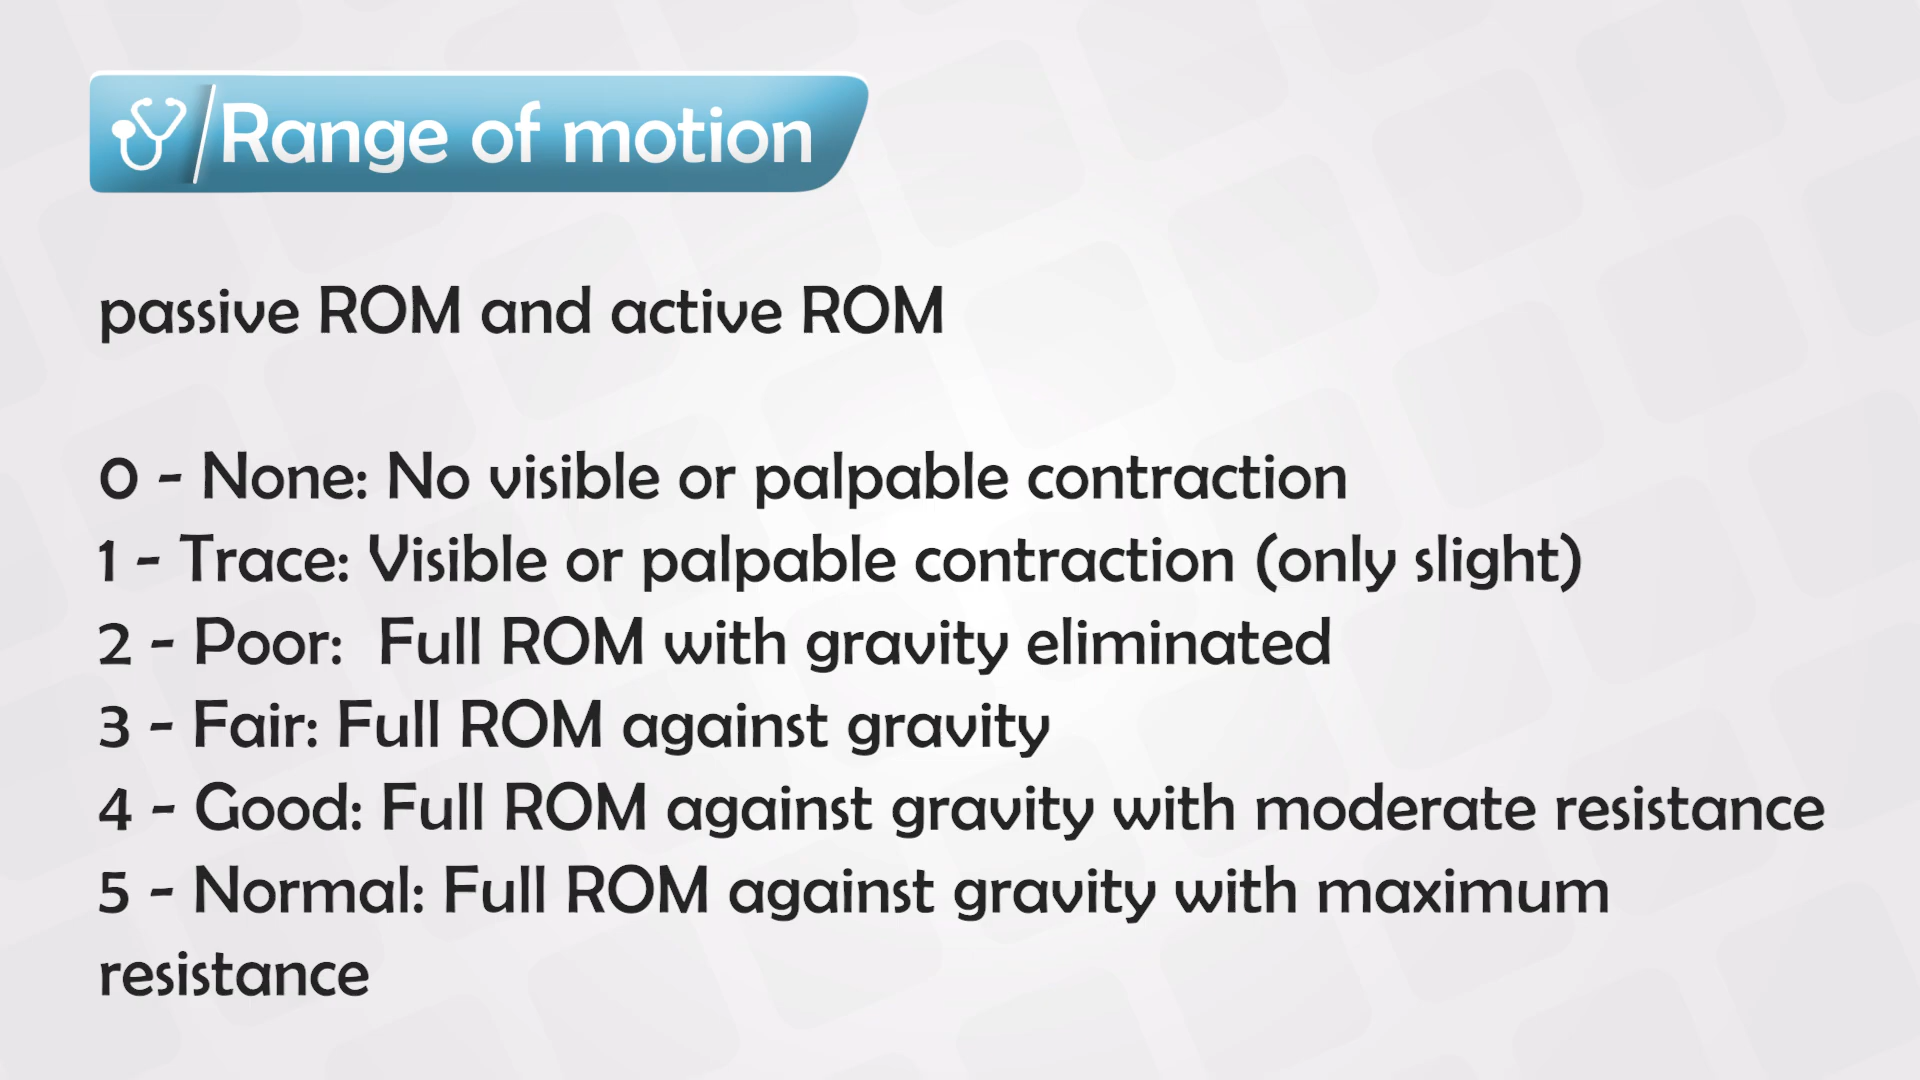 Range of motion
passive ROM and active ROM
0 - None: No visible or palpable contraction
1 - Trace: Visible or palpable contraction (only slight)
2 - Poor:  Full ROM with gravity eliminated
3 - Fair: Full ROM against gravity
4 - Good: Full ROM against gravity with moderate resistance
5 - Normal: Full ROM against gravity with maximum
resistance